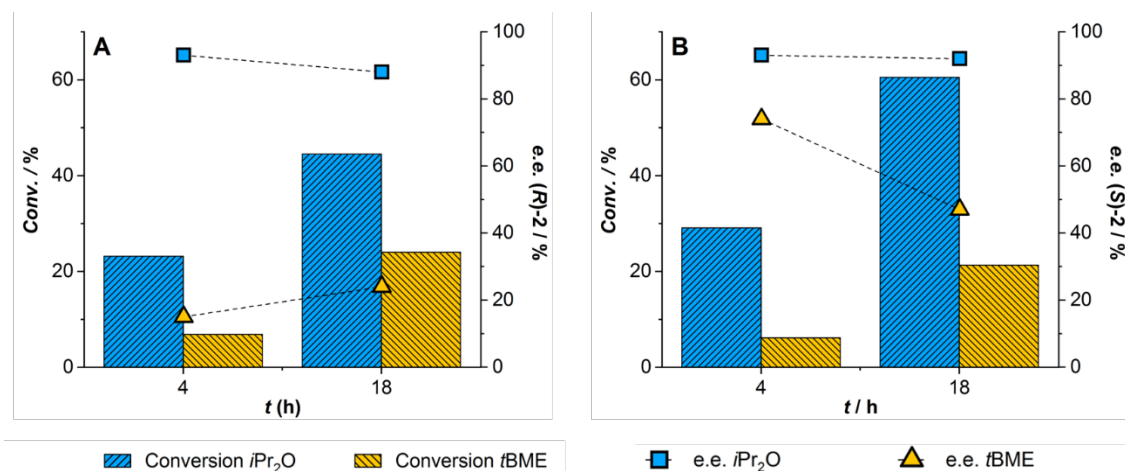 A
Conv. / %
0
20
40
60
0
20
40
60
80
100
e.e. (R)-2 / %
4
18
t (h)
B
Conv. / %
0
20
40
60
0
20
40
60
80
100
e.e. (S)-2 / %
4
18
t / h
Conversion iPr₂O
Conversion tBME
e.e. iPr₂O
e.e. tBME